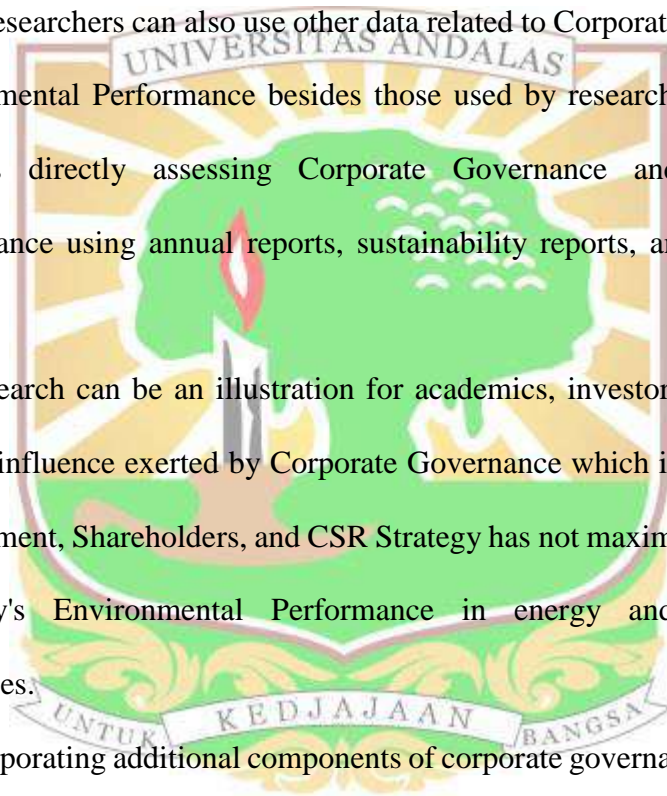 esearchers can also use other data related to Corporat
UNIVERSITAS ANDALAS
mental Performance besides those used by research
directly assessing Corporate Governance and
ance using annual reports, sustainability reports, a
earch can be an illustration for academics, investor
influence exerted by Corporate Governance which i
ment, Shareholders, and CSR Strategy has not maxim
y's Environmental Performance in energy and
es.
UNTUK KEDJAJAAN BANGSA
porating additional components of corporate governa